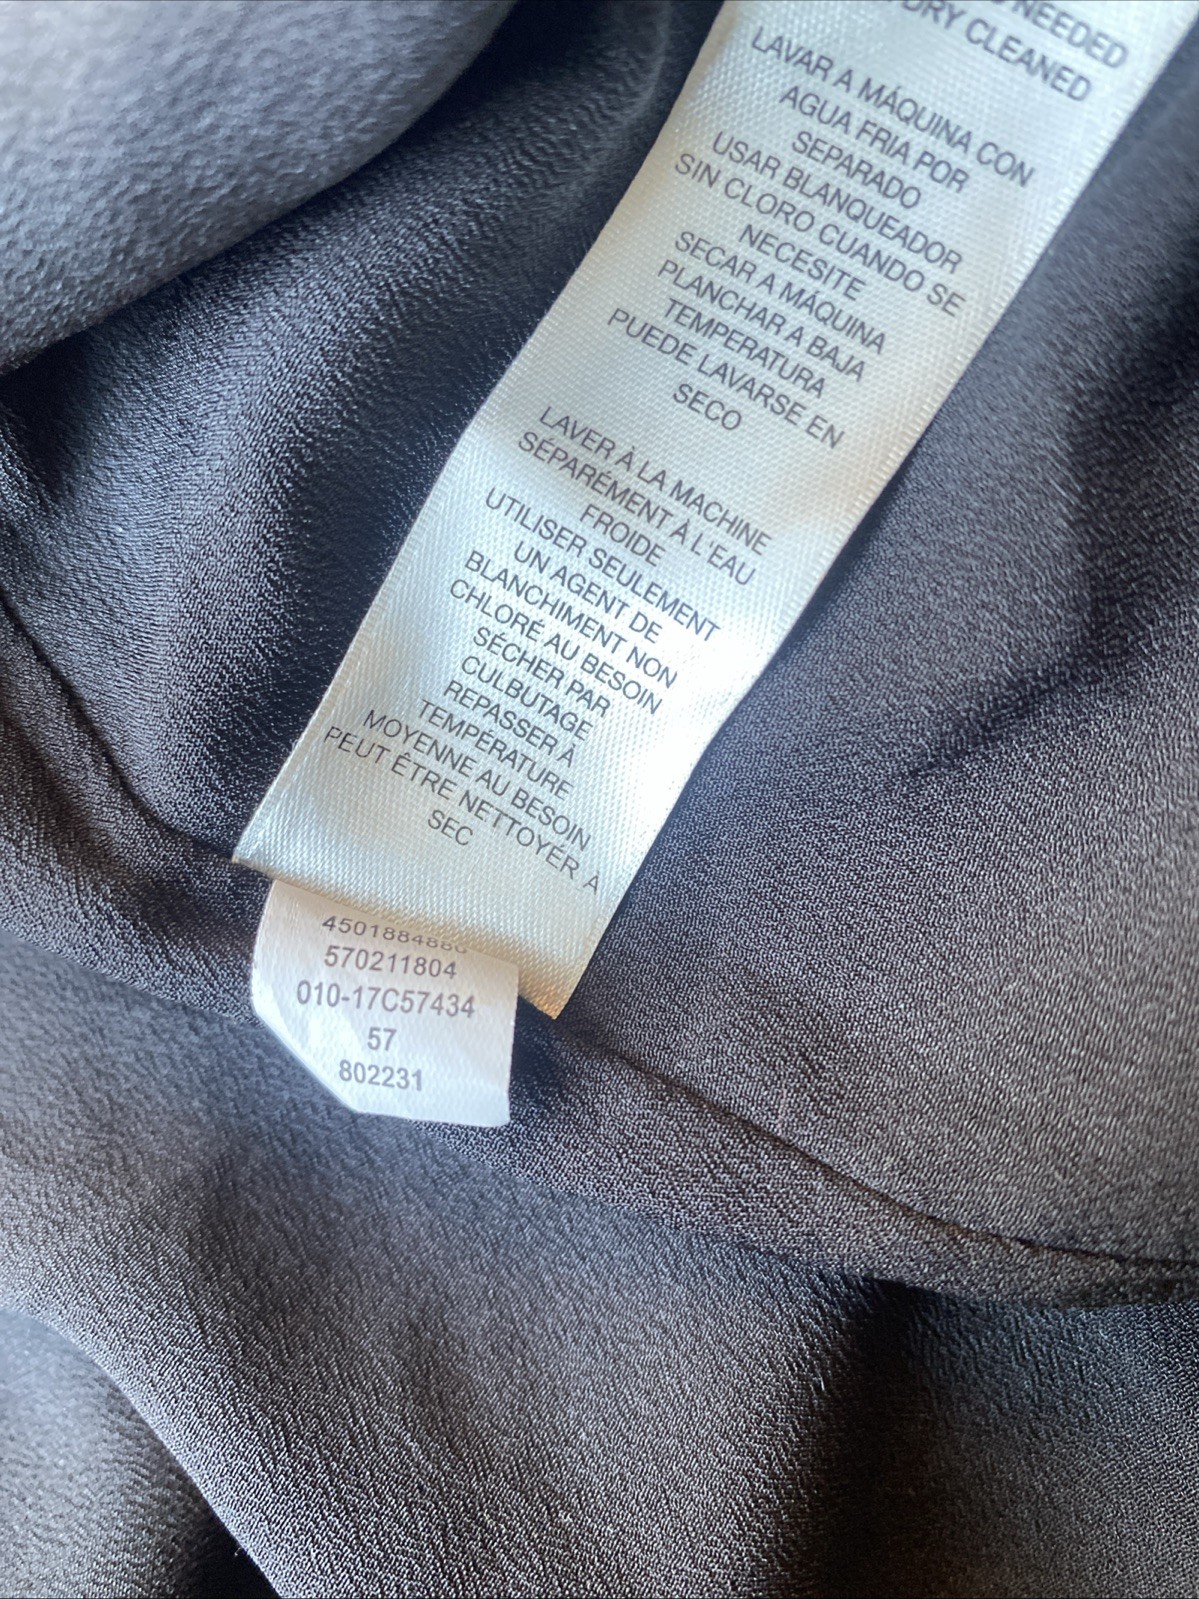 NEEDED
DRY CLEANED
LAVAR A MÁQUINA CON
AGUA FRIA POR
SEPARADO
USAR BLANQUEADOR
SIN CLORO CUANDO SE
NECESITE
SECAR A MÁQUINA
PLANCHAR A BAJA
TEMPERATURA
PUEDE LAVARSE EN
SECO
LAVER À LA MACHINE
SÉPARÉMENT À L'EAU
FROIDE
UTILISER SEULEMENT
UN AGENT DE
BLANCHIMENT NON
CHLORÉ AU BESOIN
SÉCHER PAR
CULBUTAGE
REPASSER À
TEMPÉRATURE
MOYENNE AU BESOIN
PEUT ÊTRE NETTOYÉR À
SEC
570211804
010-17C57434
57
802231